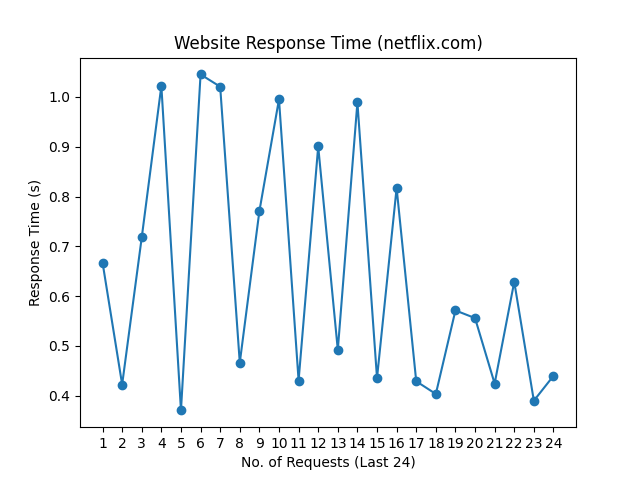 Website Response Time (netflix.com)
Response Time (s)
1.0
0.9
0.8
0.7
0.6
0.5
0.4
1 2 3 4 5 6 7 8 9 10 11 12 13 14 15 16 17 18 19 20 21 22 23 24
No. of Requests (Last 24)